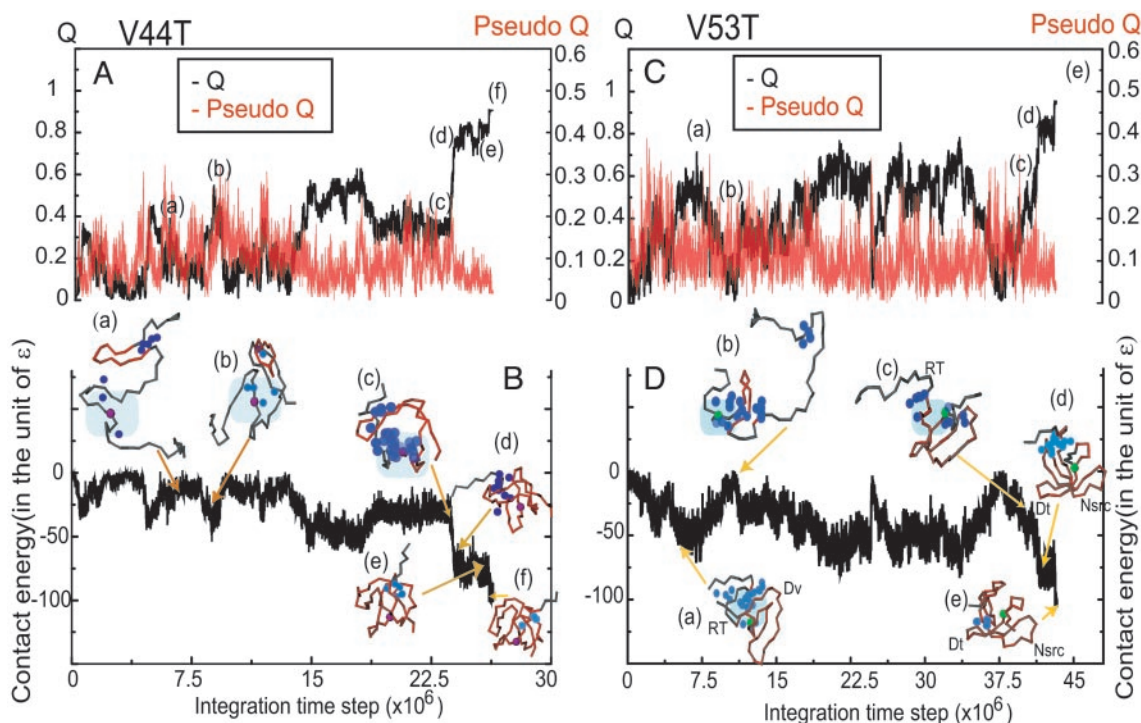 Q V44T Pseudo Q Q V53T Pseudo Q
A - Q - Pseudo Q
1
0.8
0.6
0.4
0.2
0
(a) (b) (c) (d) (e) (f)
0.6
0.5
0.4
0.3
0.2
0.1
0
C - Q - Pseudo Q
1
0.8
0.6
0.4
0.2
0
(a) (b) (c) (d) (e)
0.6
0.5
0.4
0.3
0.2
0.1
0
Contact energy(in the unit of ε)
B
(a) (b) (c) (d) (e) (f)
0
-50
-100
0 7.5 15 22.5 30
Integration time step (x10⁶)
D
(b) (c) RT (d)
Dt Nsrc
(a) RT Dv (e) Dt Nsrc
0
-50
-100
0 7.5 15 22.5 30 37.5 45
Integration time step (x10⁶)
Contact energy(in the unit of ε)